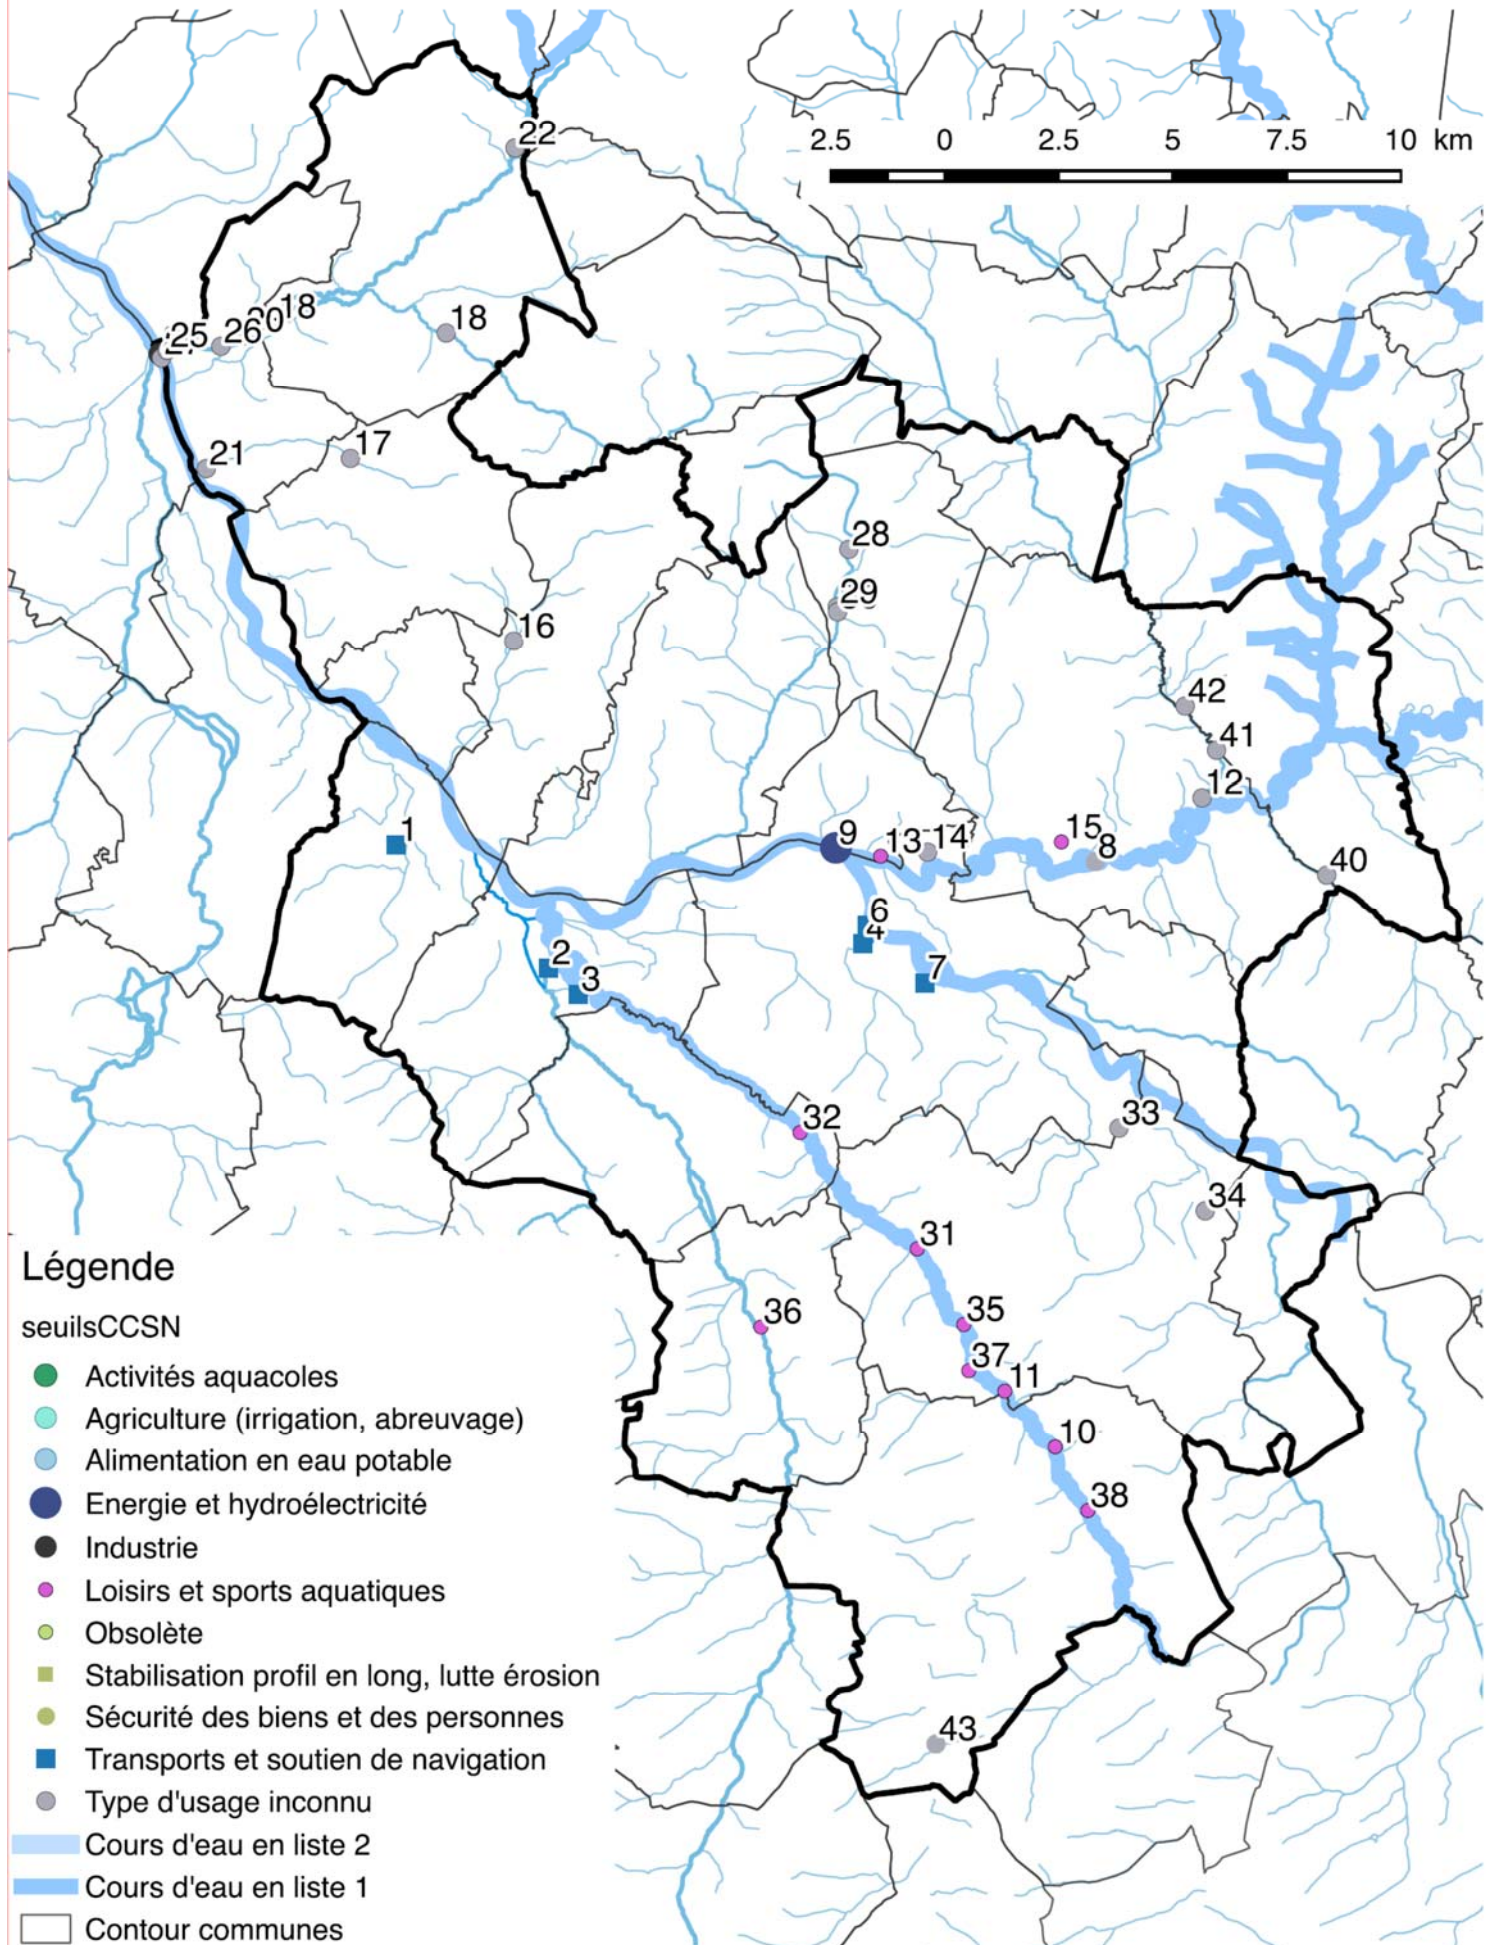 22
2.5 0 2.5 5 7.5 10 km
18
18
20
26
25
21
17
28
29
16
42
41
12
1
9
13
14
15
8
40
6
4
2
3
7
32
33
34
31
36
35
37
11
10
38
43
Légende
seuilsCCSN
Activités aquacoles
Agriculture (irrigation, abreuvage)
Alimentation en eau potable
Energie et hydroélectricité
Industrie
Loisirs et sports aquatiques
Obsolète
Stabilisation profil en long, lutte érosion
Sécurité des biens et des personnes
Transports et soutien de navigation
Type d'usage inconnu
Cours d'eau en liste 2
Cours d'eau en liste 1
Contour communes